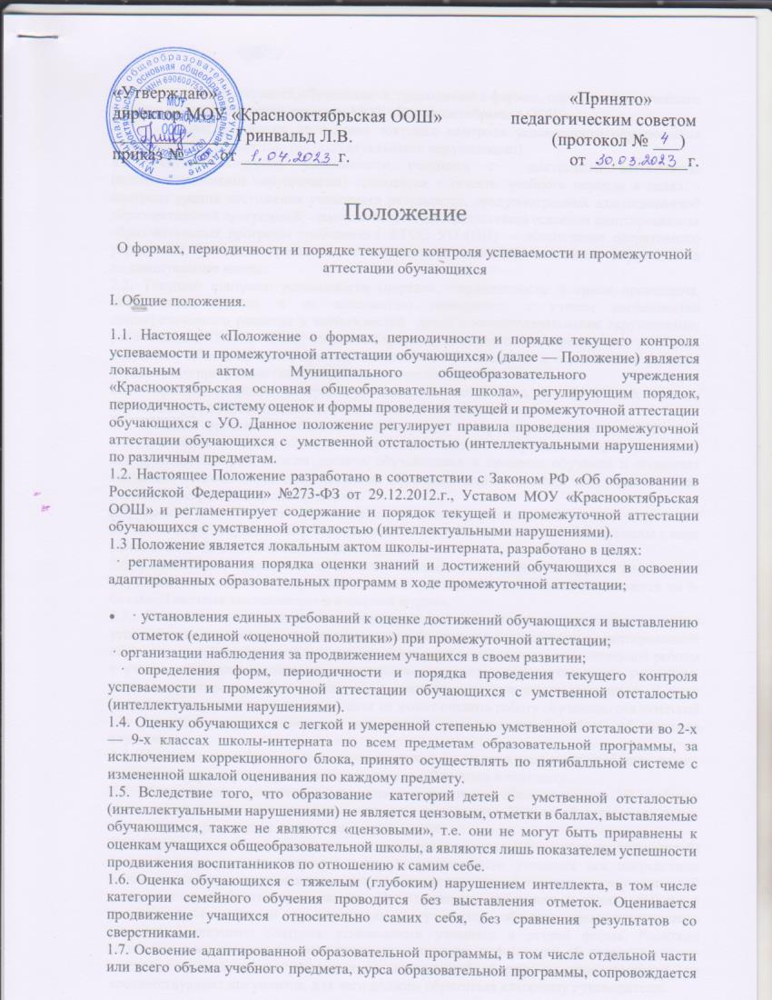 «Утверждаю» «Принято»
директор МОУ «Краснооктябрьская ООШ» педагогическим советом
Гринвальд Л.В. (протокол № 4 )
приказ № от 1.04.2023 г. от 30.03.2023 г.
Положение
О формах, периодичности и порядке текущего контроля успеваемости и промежуточной
аттестации обучающихся
I. Общие положения.
1.1. Настоящее «Положение о формах, периодичности и порядке текущего контроля
успеваемости и промежуточной аттестации обучающихся» (далее — Положение) является
локальным актом Муниципального общеобразовательного учреждения
«Краснооктябрьская основная общеобразовательная школа», регулирующим порядок,
периодичность, систему оценок и формы проведения текущей и промежуточной аттестации
обучающихся с УО. Данное положение регулирует правила проведения промежуточной
аттестации обучающихся с умственной отсталостью (интеллектуальными нарушениями)
по различным предметам.
1.2. Настоящее Положение разработано в соответствии с Законом РФ «Об образовании в
Российской Федерации» №273-ФЗ от 29.12.2012.г., Уставом МОУ «Краснооктябрьская
ООШ» и регламентирует содержание и порядок текущей и промежуточной аттестации
обучающихся с умственной отсталостью (интеллектуальными нарушениями).
1.3 Положение является локальным актом школы-интерната, разработано в целях:
· регламентирования порядка оценки знаний и достижений обучающихся в освоении
адаптированных образовательных программ в ходе промежуточной аттестации;
• · установления единых требований к оценке достижений обучающихся и выставлению
отметок (единой «оценочной политики») при промежуточной аттестации;
· организации наблюдения за продвижением учащихся в своем развитии;
· определения форм, периодичности и порядка проведения текущего контроля
успеваемости и промежуточной аттестации обучающихся с умственной отсталостью
(интеллектуальными нарушениями).
1.4. Оценку обучающихся с легкой и умеренной степенью умственной отсталости во 2-х
— 9-х классах школы-интерната по всем предметам образовательной программы, за
исключением коррекционного блока, принято осуществлять по пятибалльной системе с
измененной шкалой оценивания по каждому предмету.
1.5. Вследствие того, что образование категорий детей с умственной отсталостью
(интеллектуальными нарушениями) не является цензовым, отметки в баллах, выставляемые
обучающимся, также не являются «цензовыми», т.е. они не могут быть приравнены к
оценкам учащихся общеобразовательной школы, а являются лишь показателем успешности
продвижения воспитанников по отношению к самим себе.
1.6. Оценка обучающихся с тяжелым (глубоким) нарушением интеллекта, в том числе
категории семейного обучения проводится без выставления отметок. Оценивается
продвижение учащихся относительно самих себя, без сравнения результатов со
сверстниками.
1.7. Освоение адаптированной образовательной программы, в том числе отдельной части
или всего объема учебного предмета, курса образовательной программы, сопровождается